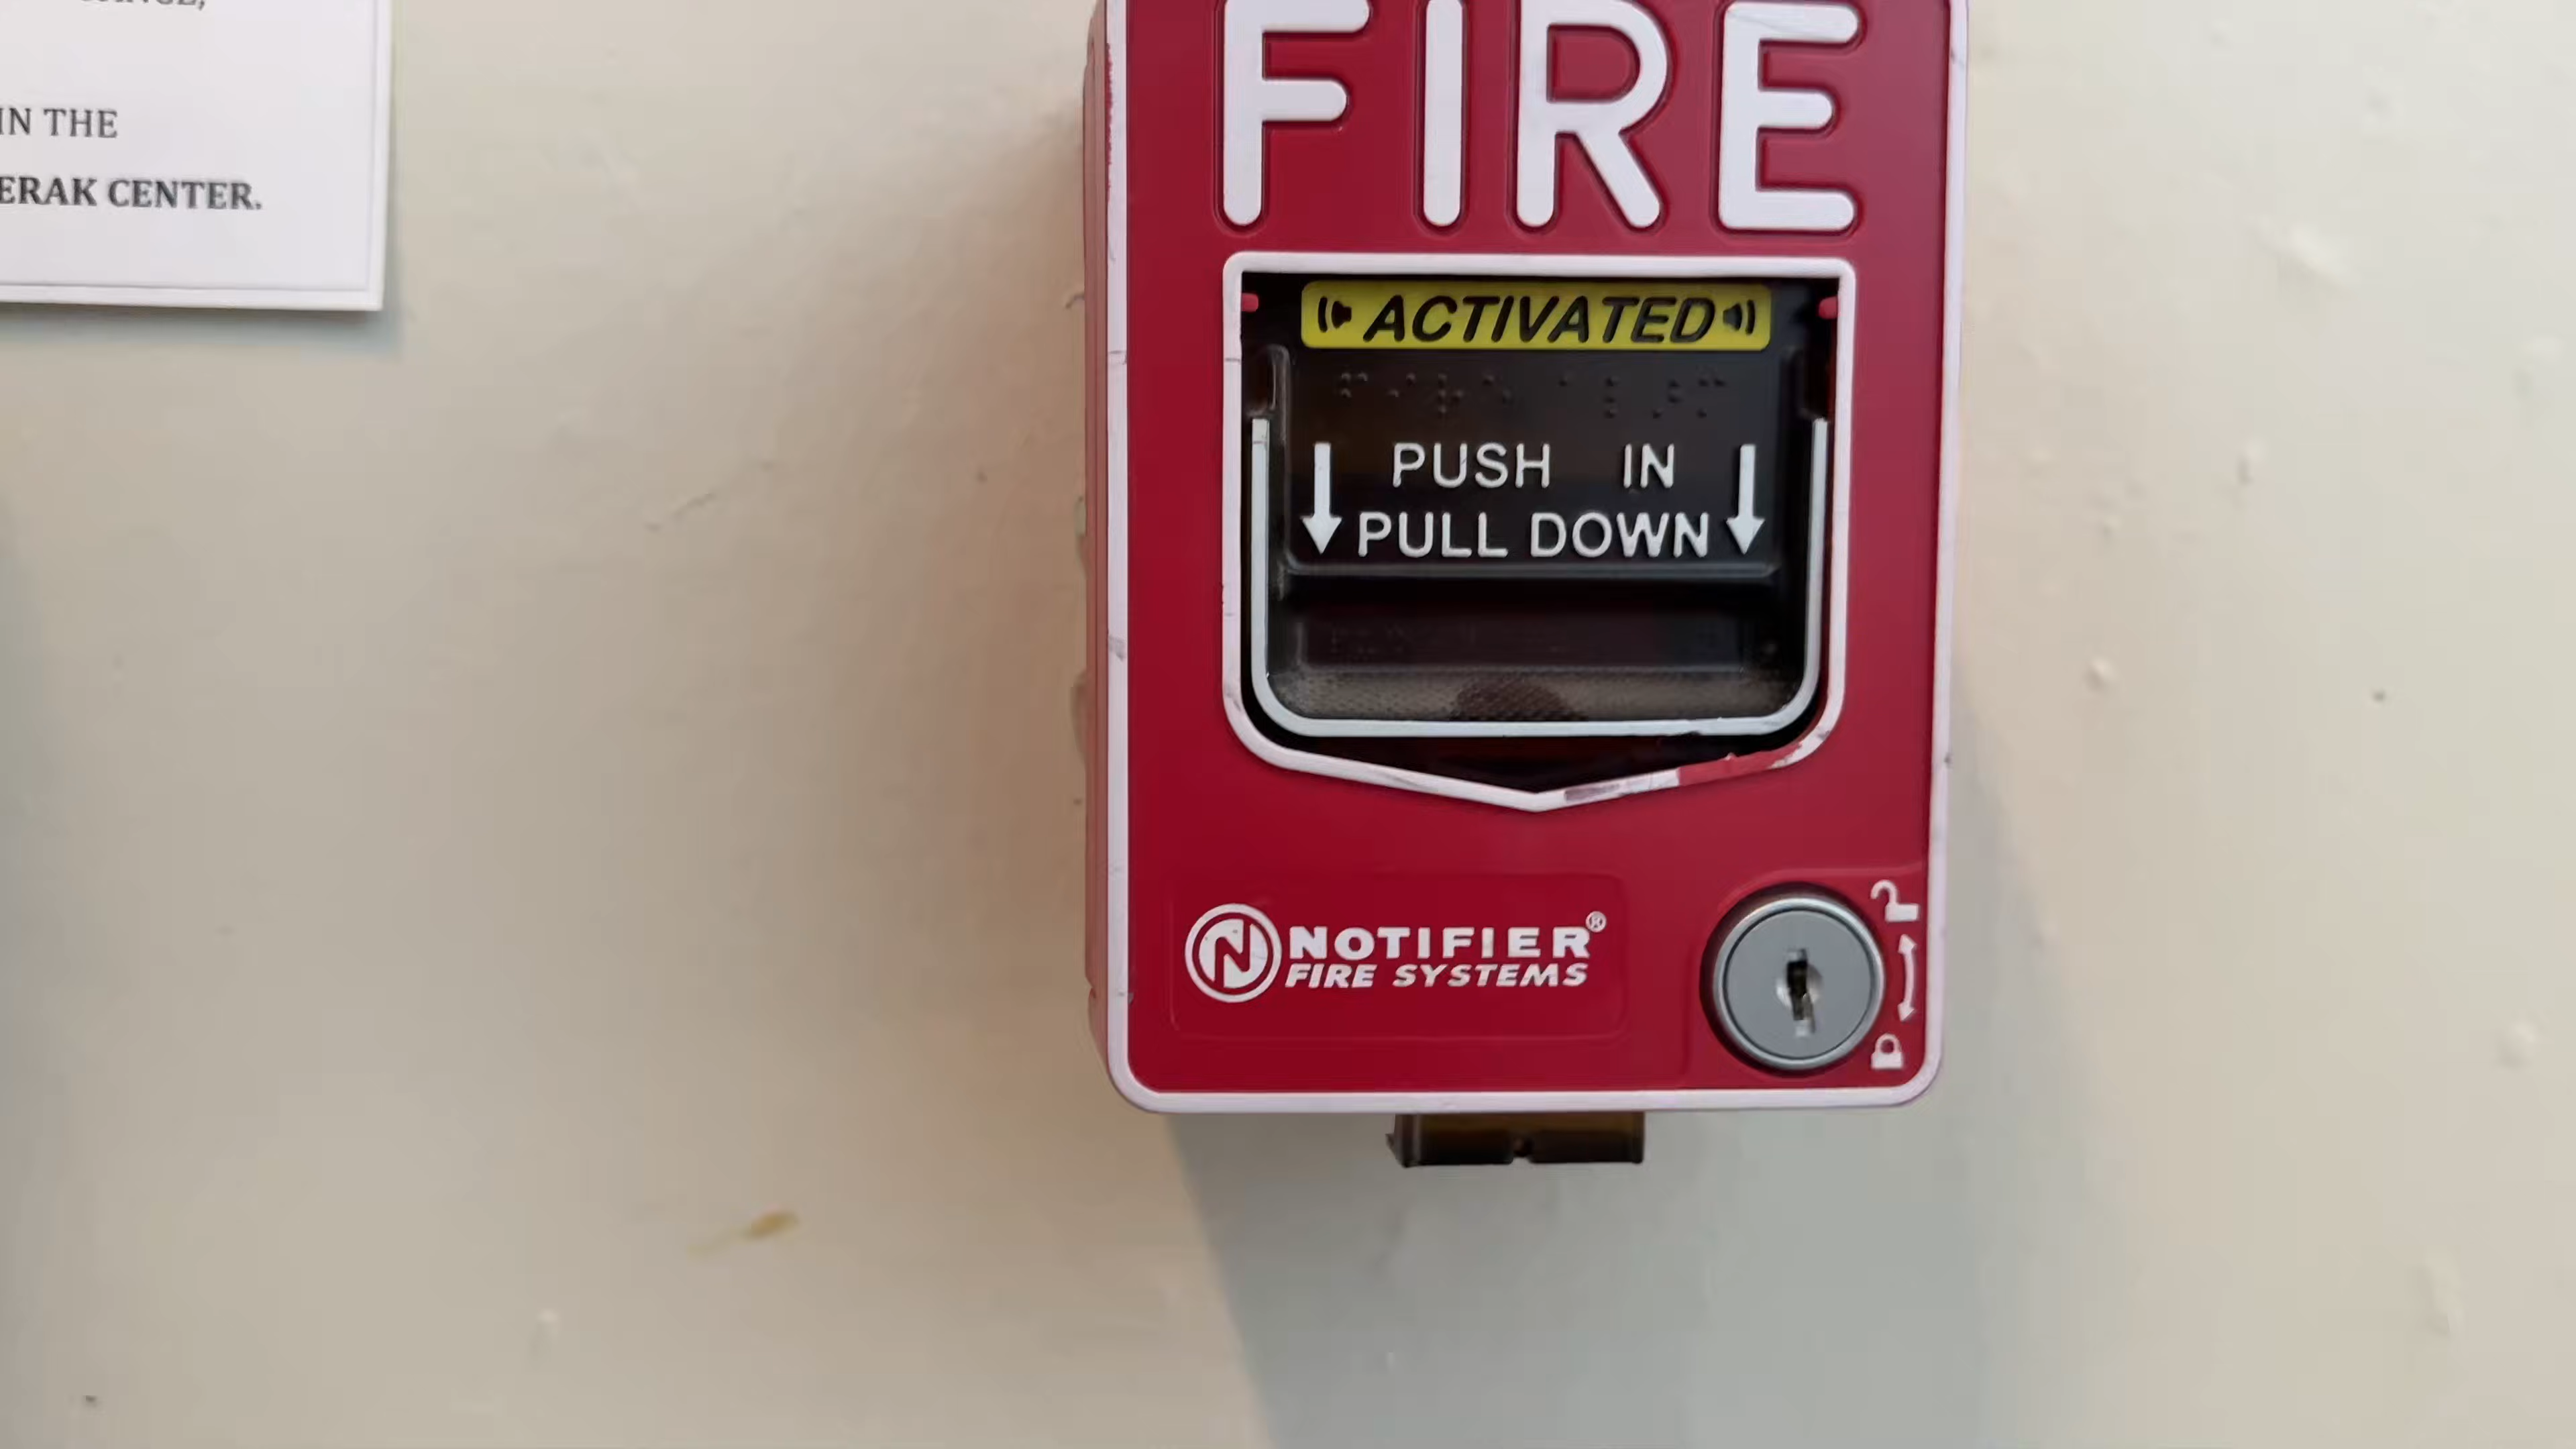 IN THE
ERAK CENTER.
FIRE
ACTIVATED
PUSH IN
PULL DOWN
N NOTIFIER®
FIRE SYSTEMS